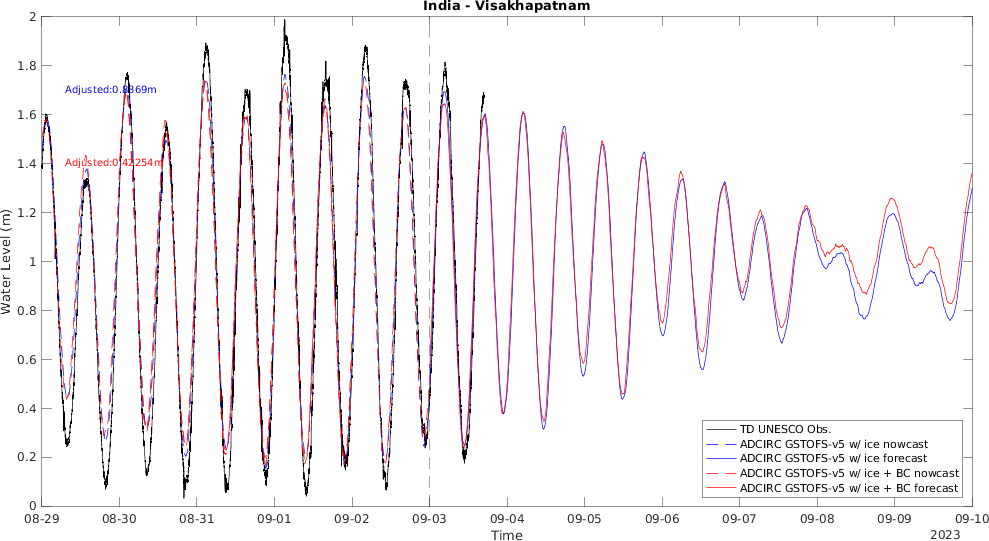 India - Visakhapatnam
Water Level (m)
2
1.8
1.6
1.4
1.2
1
0.8
0.6
0.4
0.2
0
Adjusted:0.8369m
Adjusted:0.42254m
TD UNESCO Obs.
ADCIRC GSTOFS-v5 w/ ice nowcast
ADCIRC GSTOFS-v5 w/ ice forecast
ADCIRC GSTOFS-v5 w/ ice + BC nowcast
ADCIRC GSTOFS-v5 w/ ice + BC forecast
08-29 08-30 08-31 09-01 09-02 09-03 09-04 09-05 09-06 09-07 09-08 09-09 09-10
Time
2023